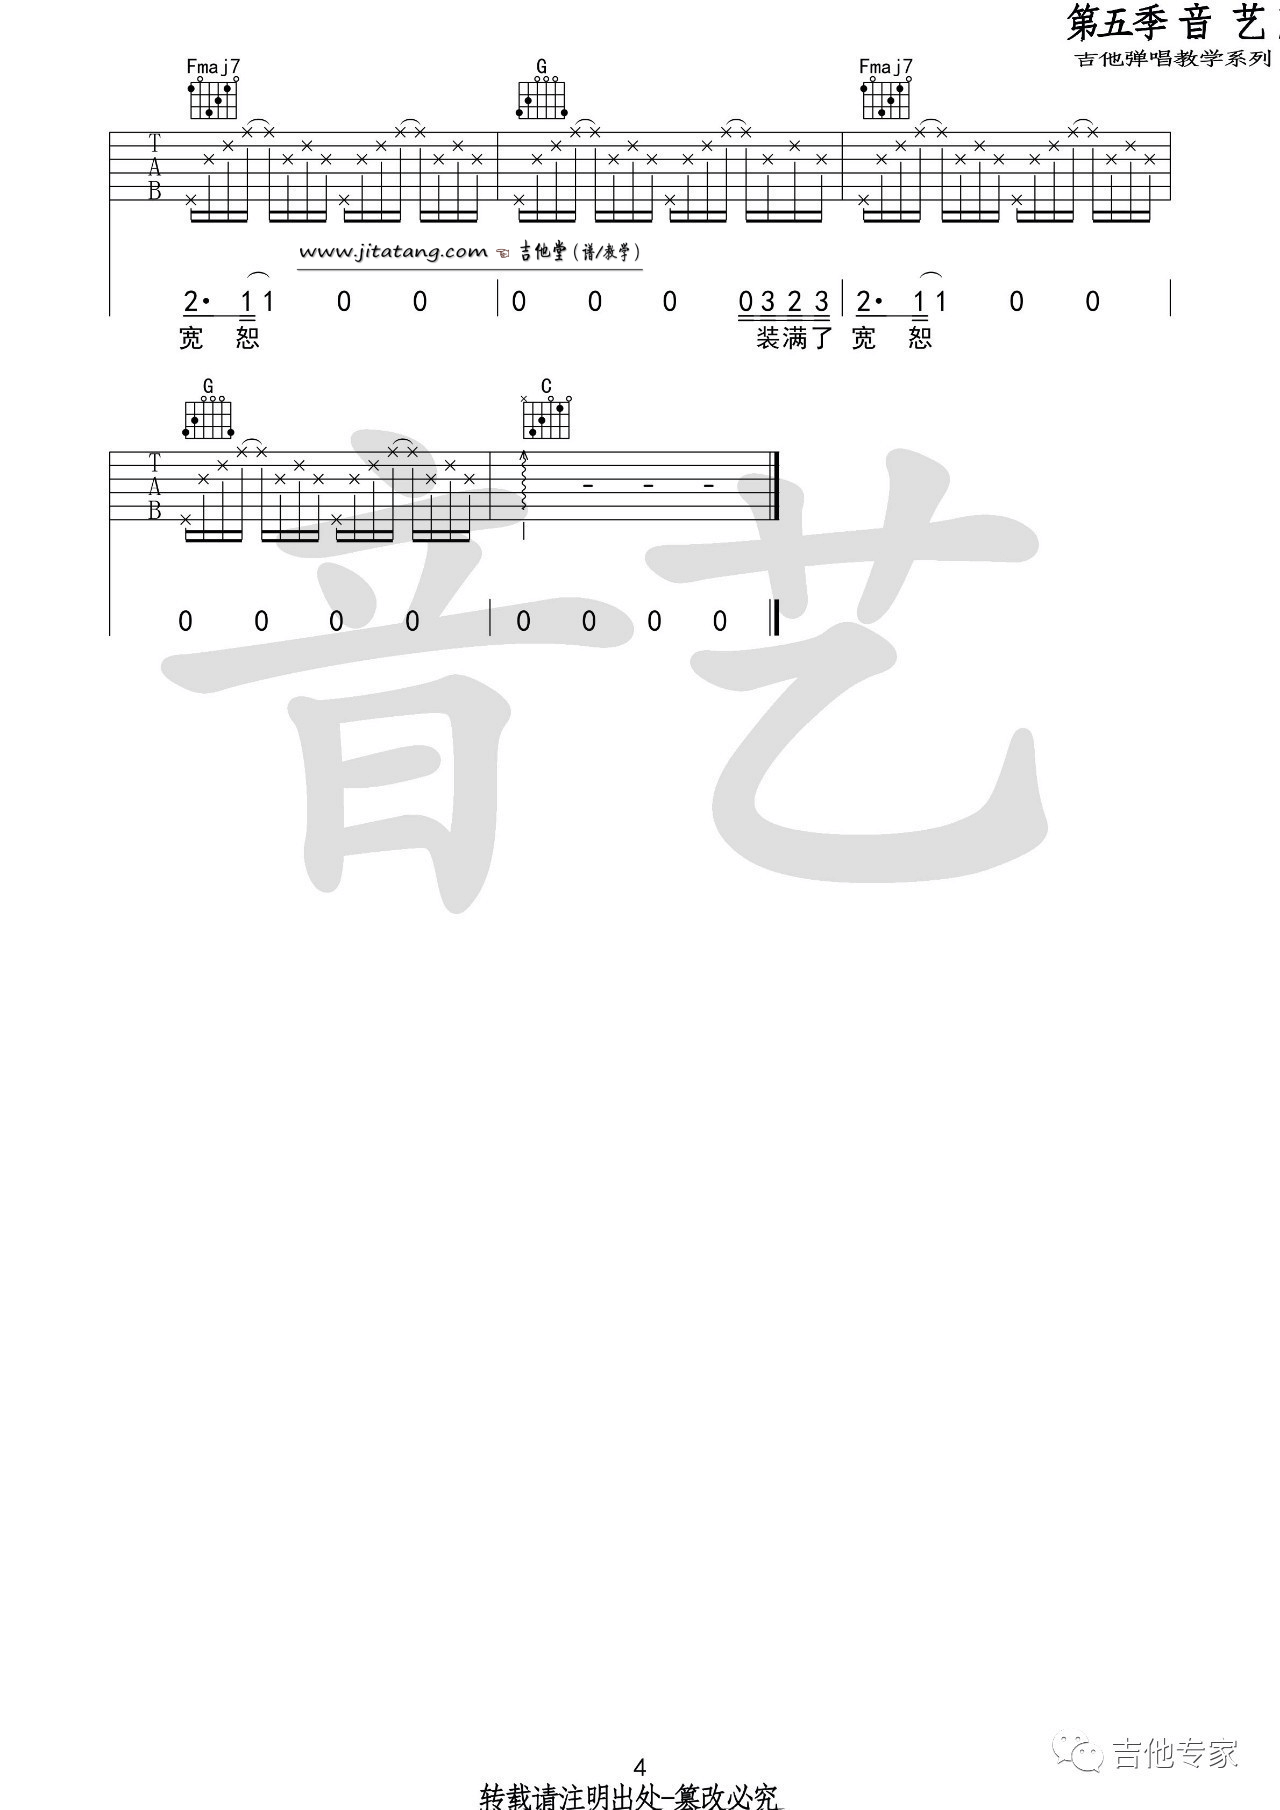 第五季 音 艺
吉他弹唱教学系列
Fmaj7 G Fmaj7
T
A
B
www.jitatang.com ☜ 吉他堂(谱/教学)
2· 1 1 0 0 0 0 0 0 3 2 3 2· 1 1 0 0
宽 恕 装 满 了 宽 恕
G C
T
A
B
- - -
0 0 0 0 0 0 0 0
音艺
吉他专家
4
转载请注明出处-篡改必究